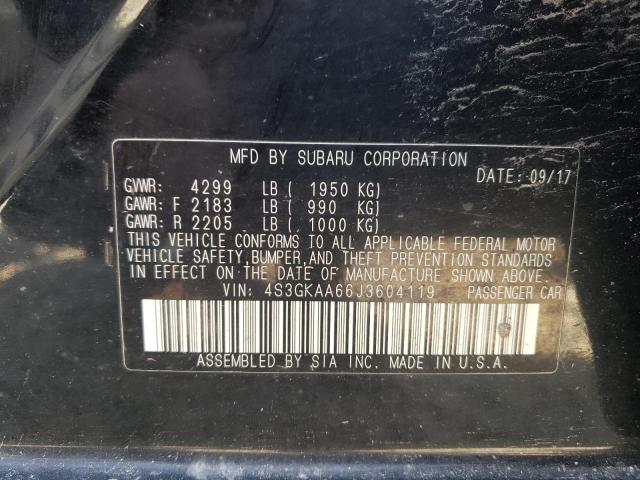 MFD BY SUBARU CORPORATION
DATE: 09/17
GVWR: 4299 LB ( 1950 KG)
GAWR: F 2183 LB ( 990 KG)
GAWR: R 2205 LB ( 1000 KG)
THIS VEHICLE CONFORMS TO ALL APPLICABLE FEDERAL MOTOR
VEHICLE SAFETY, BUMPER, AND THEFT PREVENTION STANDARDS
IN EFFECT ON THE DATE OF MANUFACTURE SHOWN ABOVE.
VIN: 4S3GKAA66J3604119 PASSENGER CAR
ASSEMBLED BY SIA INC. MADE IN U.S.A.